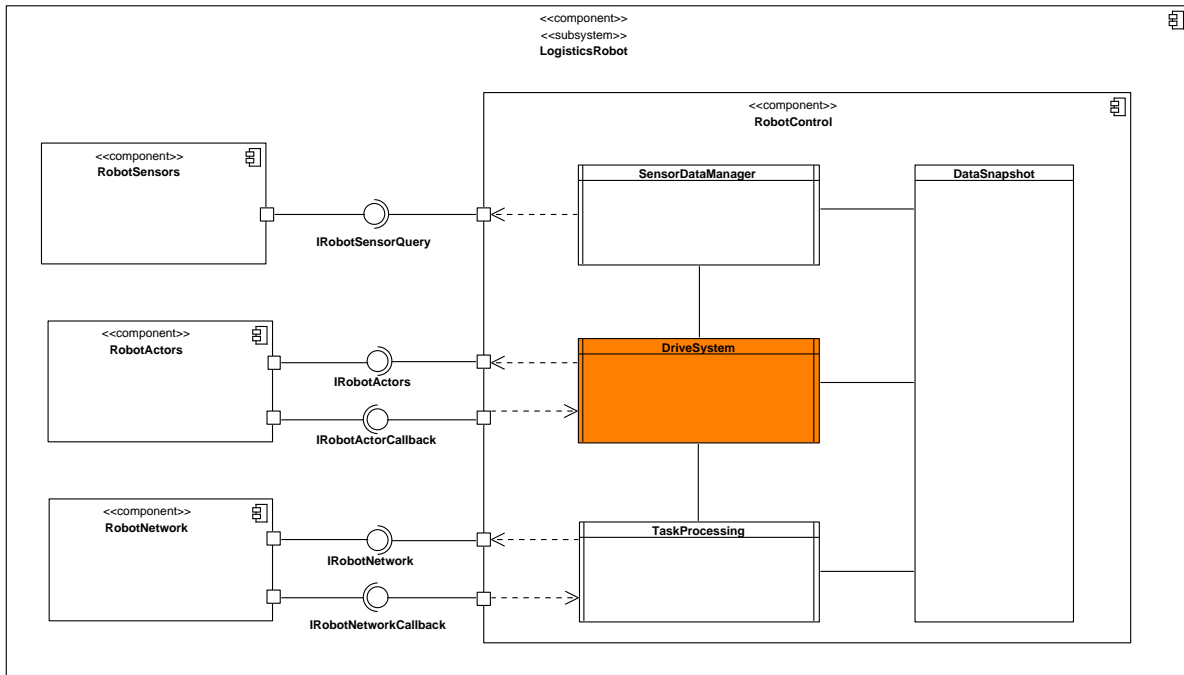 <<component>>
<<subsystem>>
LogisticsRobot
<<component>>
RobotControl
<<component>>
RobotSensors
SensorDataManager
DataSnapshot
IRobotSensorQuery
<<component>>
RobotActors
DriveSystem
IRobotActors
IRobotActorCallback
<<component>>
RobotNetwork
TaskProcessing
IRobotNetwork
IRobotNetworkCallback